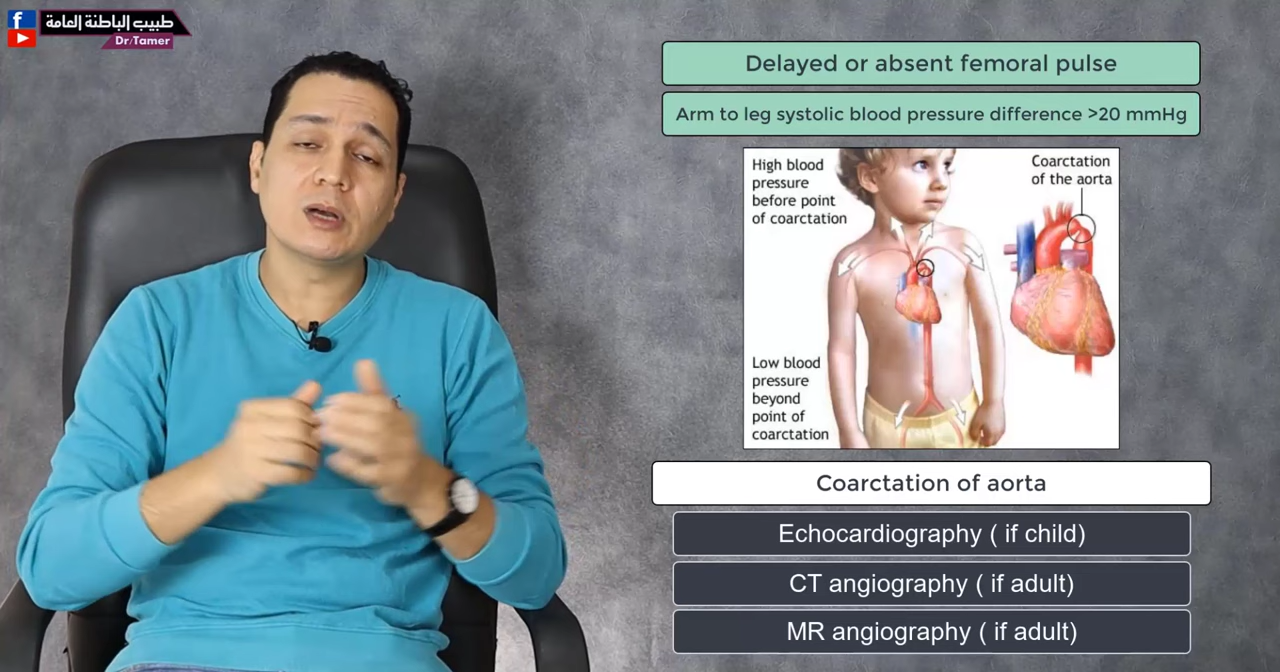 f
طبيب الباطنة العامة
Dr/Tamer
Delayed or absent femoral pulse
Arm to leg systolic blood pressure difference >20 mmHg
High blood
pressure
before point
of coarctation
Coarctation
of the aorta
Low blood
pressure
beyond
point of
coarctation
Coarctation of aorta
Echocardiography ( if child)
CT angiography ( if adult)
MR angiography ( if adult)